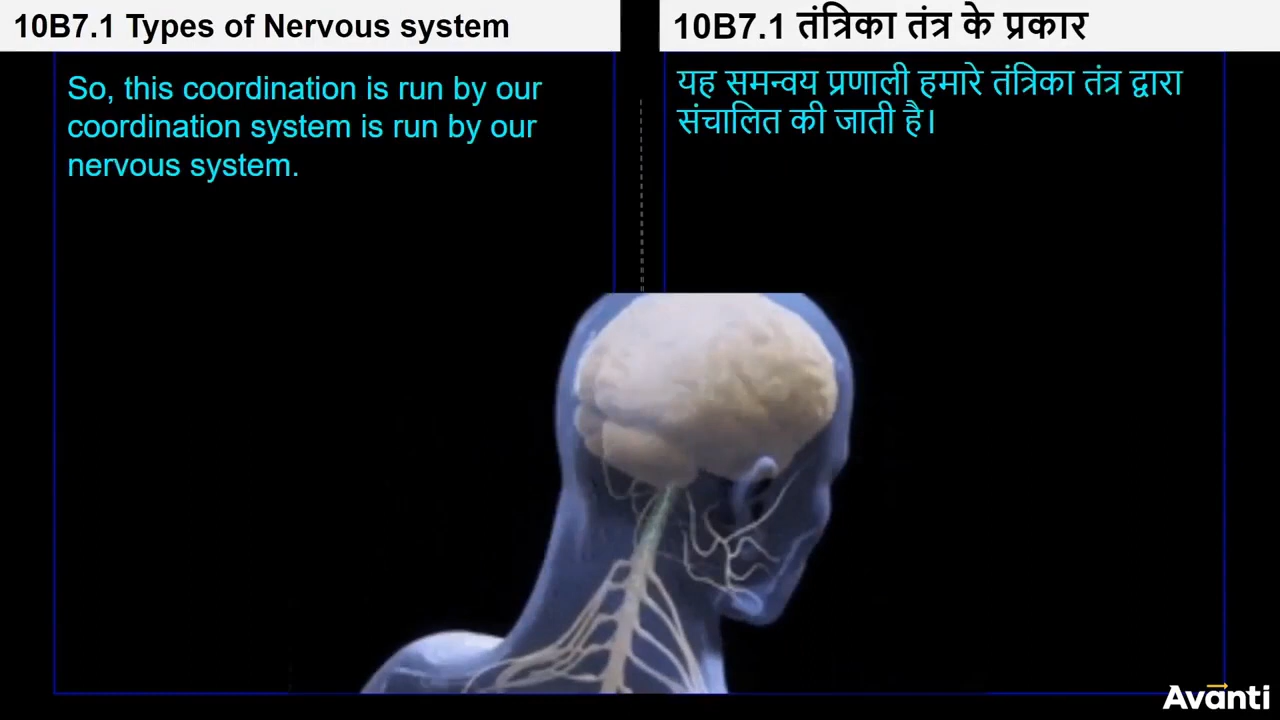 10B7.1 Types of Nervous system
10B7.1 तंत्रिका तंत्र के प्रकार
So, this coordination is run by our
coordination system is run by our
nervous system.
यह समन्वय प्रणाली हमारे तंत्रिका तंत्र द्वारा
संचालित की जाती है।
Avanti